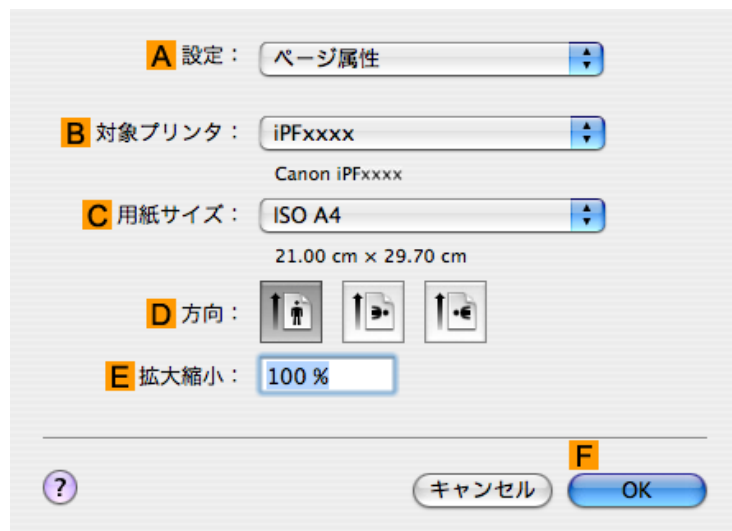 A 設定： ページ属性
B 対象プリンタ： iPFxxxx
Canon iPFxxxx
C 用紙サイズ： ISO A4
21.00 cm × 29.70 cm
D 方向：
E 拡大縮小： 100 %
F
? キャンセル OK